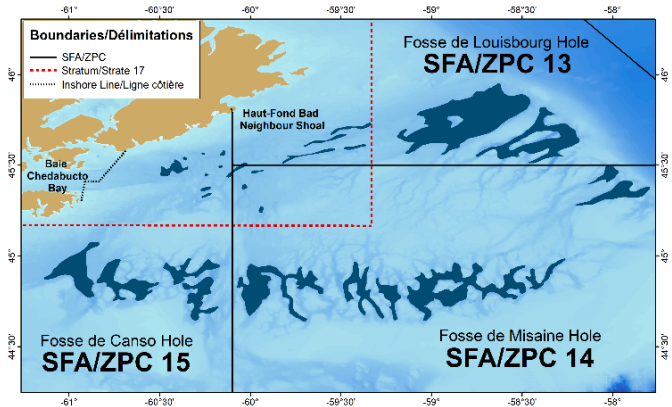 -61° -60°30' -60° -59°30' -59° -58°30' -58°
Boundaries/Délimitations
SFA/ZPC
Stratum/Strate 17
Inshore Line/Ligne côtière
Fosse de Louisbourg Hole
SFA/ZPC 13
46°
46°
Haut-Fond Bad
Neighbour Shoal
Baie
Chedabucto
Bay
45°30'
45°30'
45°
45°
Fosse de Canso Hole
SFA/ZPC 15
Fosse de Misaine Hole
SFA/ZPC 14
44°30'
44°30'
-61° -60°30' -60° -59°30' -59° -58°30' -58°